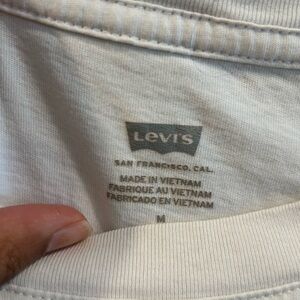 Levi's
SAN FRANCISCO, CAL.
MADE IN VIETNAM
FABRIQUE AU VIETNAM
FABRICADO EN VIETNAM
M